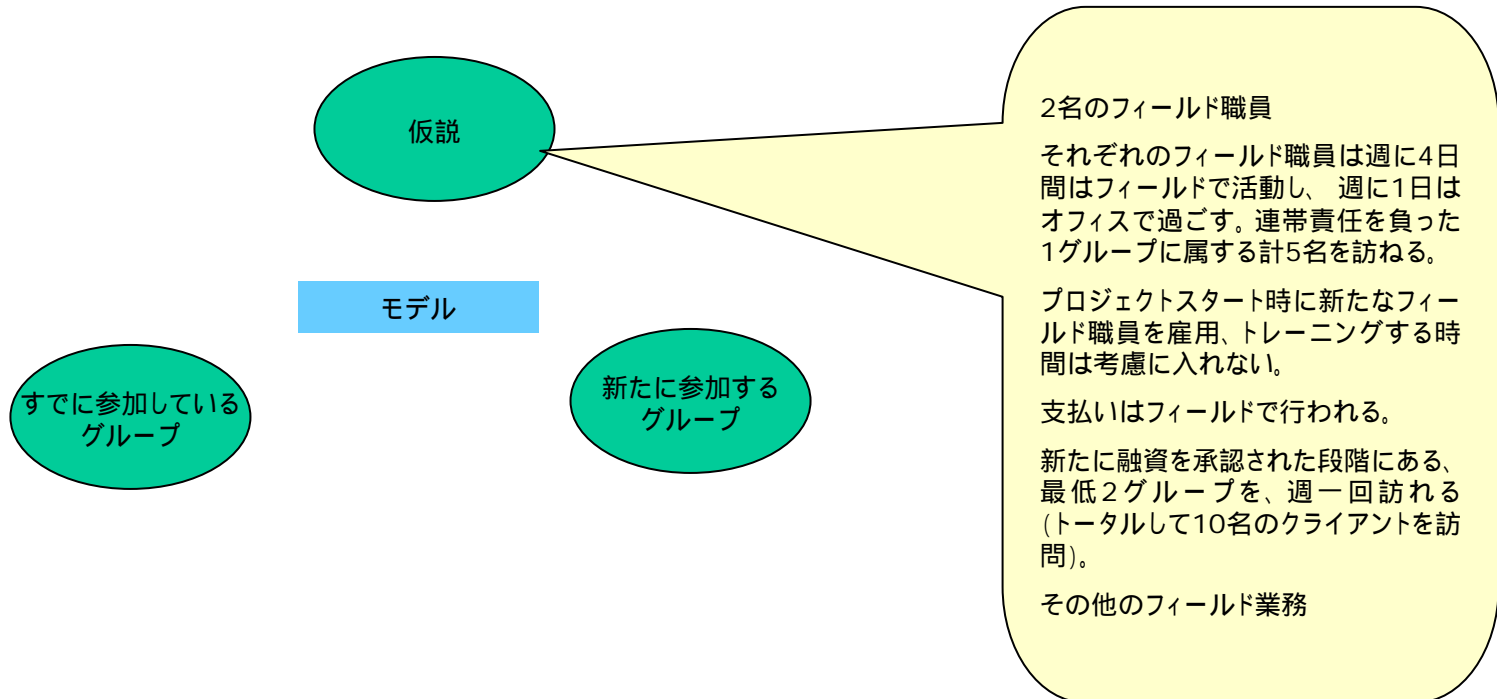 仮説
モデル
すでに参加している
グループ
新たに参加する
グループ
2名のフィールド職員
それぞれのフィールド職員は週に4日
間はフィールドで活動し、 週に1日は
オフィスで過ごす。連帯責任を負った
1グループに属する計5名を訪ねる。
プロジェクトスタート時に新たなフィー
ルド職員を雇用、トレーニングする時
間は考慮に入れない。
支払いはフィールドで行われる。
新たに融資を承認された段階にある、
最低2グループを、週一回訪れる
(トータルして10名のクライアントを訪
問)。
その他のフィールド業務